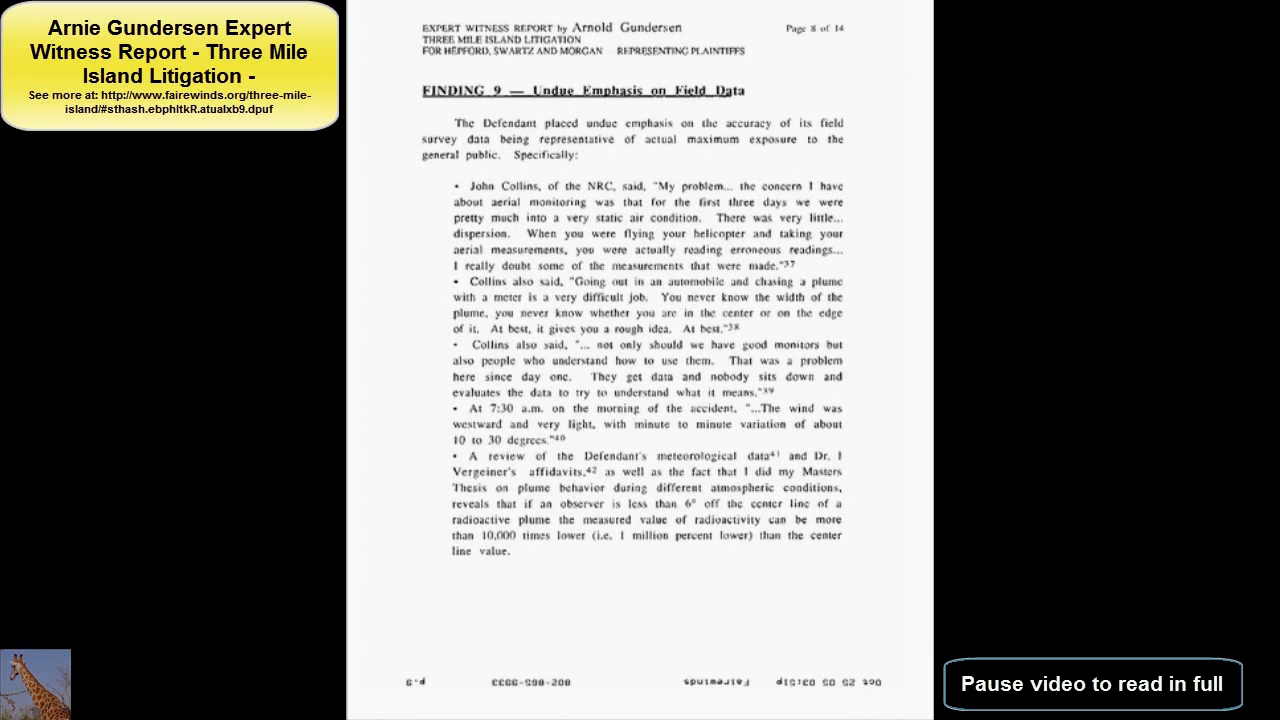 Arnie Gundersen Expert
Witness Report - Three Mile
Island Litigation -
See more at: http://www.fairewinds.org/three-mile-
island/#sthash.ebphItkR.atualxb9.dpuf
EXPERT WITNESS REPORT by Arnold Gundersen
Page 8 of 14
THREE MILE ISLAND LITIGATION
FOR HEPFORD, SWARTZ AND MORGAN REPRESENTING PLAINTIFFS
FINDING 9 — Undue Emphasis on Field Data
The Defendant placed undue emphasis on the accuracy of its field
survey data being representative of actual maximum exposure to the
general public. Specifically:
• John Collins, of the NRC, said, "My problem... the concern I have
about aerial monitoring was that for the first three days we were
pretty much into a very static air condition. There was very little...
dispersion. When you were flying your helicopter and taking your
aerial measurements, you were actually reading erroneous readings...
I really doubt some of the measurements that were made."37
• Collins also said, "Going out in an automobile and chasing a plume
with a meter is a very difficult job. You never know the width of the
plume, you never know whether you are in the center or on the edge
of it. At best, it gives you a rough idea. At best."38
• Collins also said, "... not only should we have good monitors but
also people who understand how to use them. That was a problem
here since day one. They get data and nobody sits down and
evaluates the data to try to understand what it means."39
• At 7:30 a.m. on the morning of the accident, "...The wind was
westward and very light, with minute to minute variation of about
10 to 30 degrees."40
• A review of the Defendant's meteorological data41 and Dr. I
Vergeiner's affidavits,42 as well as the fact that I did my Masters
Thesis on plume behavior during different atmospheric conditions,
reveals that if an observer is less than 6° off the center line of a
radioactive plume the measured value of radioactivity can be more
than 10,000 times lower (i.e. 1 million percent lower) than the center
line value.
Oct 25 05 03:51p Fairewinds 802-865-9933 p.9
Pause video to read in full